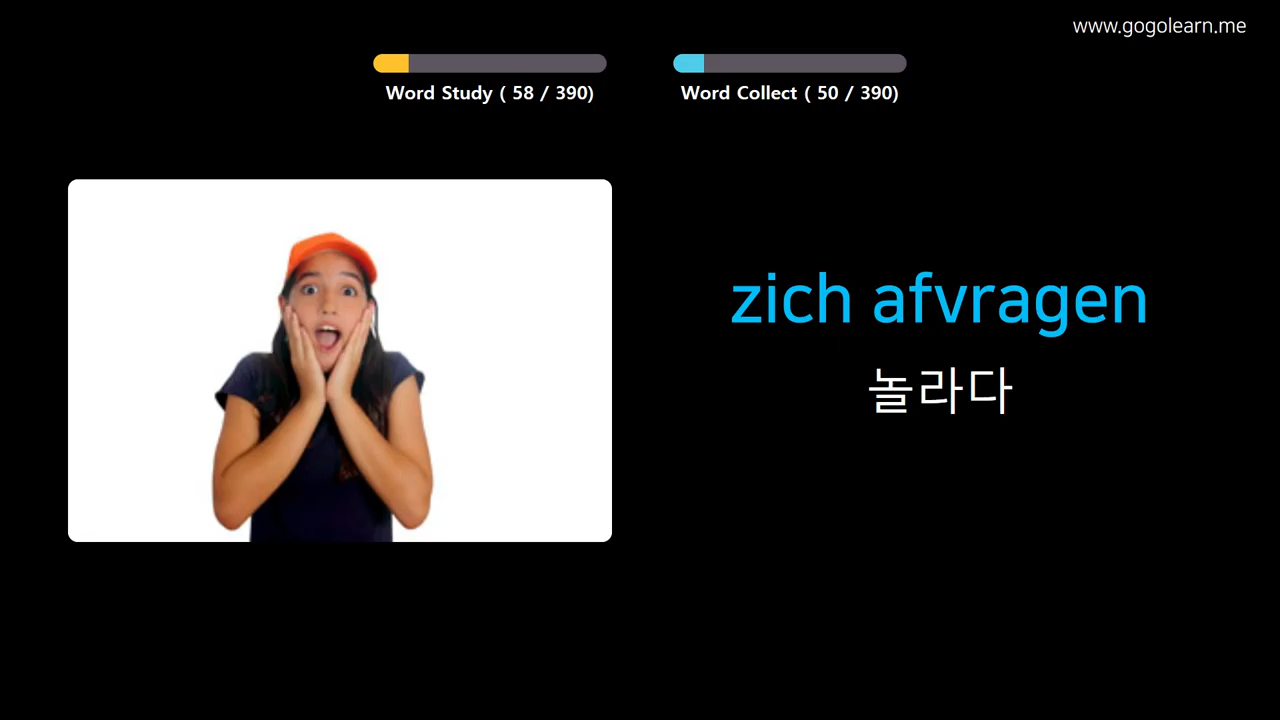 www.gogolearn.me
Word Study ( 58 / 390)
Word Collect ( 50 / 390)
zich afvragen
놀라다